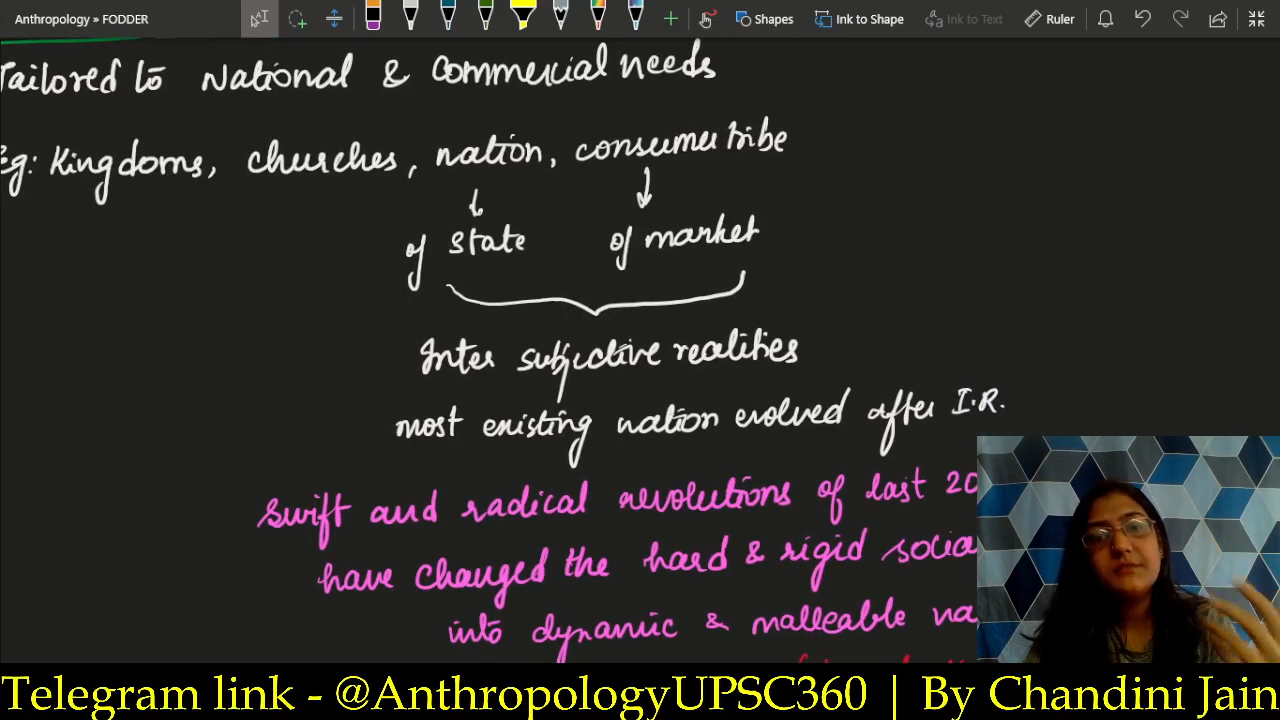 Anthropology » FODDER
Shapes
Ink to Shape
Ink to Text
Ruler
Tailored to National & Commercial needs
Eg: Kingdoms, churches, nation, consumer tribe
of state of market
Inter subjective realities
most existing nation evolved after I.R.
swift and radical revolutions of last 20
have changed the hard & rigid social
into dynamic & malleable na
Telegram link - @AnthropologyUPSC360 | By Chandini Jain